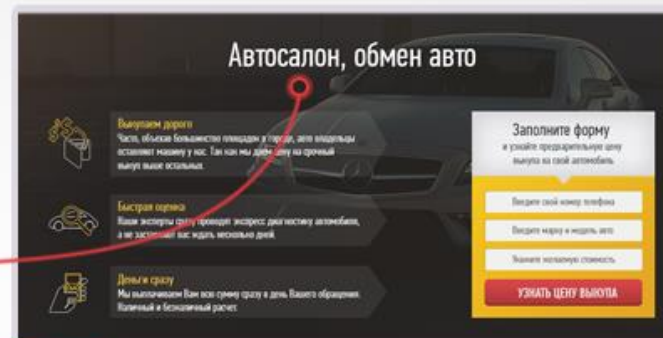 Автосалон, обмен авто
Выкупаем дорого
Часто, объехав большинство площадок в городе, авто владельцы
оставляют машину у нас. Так как мы даём цену на срочный
выкуп выше остальных.
Быстрая оценка
Наши эксперты сразу проводят экспресс диагностику автомобиля,
а не заставляют вас ждать несколько дней.
Деньги сразу
Мы выплачиваем Вам всю сумму сразу в день Вашего обращения.
Наличный и безналичный расчет.
Заполните форму
и узнайте предварительную цену
выкупа на свой автомобиль
Введите свой номер телефона
Введите марку и модель авто
Укажите желаемую стоимость
УЗНАТЬ ЦЕНУ ВЫКУПА